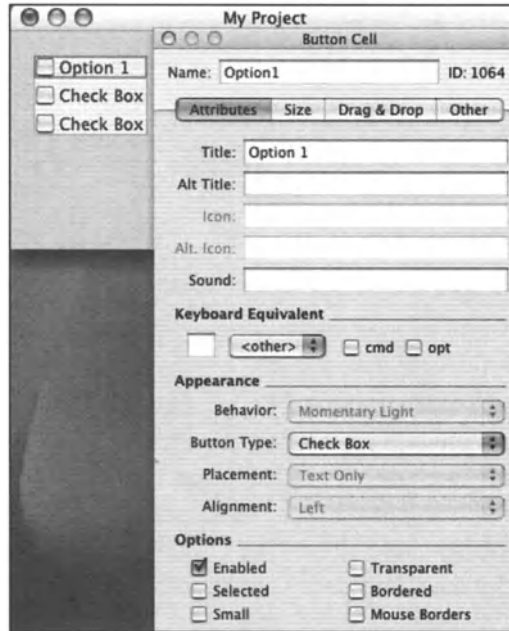 My Project
Option 1
Check Box
Check Box
Button Cell
Name: Option1 ID: 1064
Attributes Size Drag & Drop Other
Title: Option 1
Alt Title:
Icon:
Alt. Icon:
Sound:
Keyboard Equivalent
<other> cmd opt
Appearance
Behavior: Momentary Light
Button Type: Check Box
Placement: Text Only
Alignment: Left
Options
Enabled Transparent
Selected Bordered
Small Mouse Borders